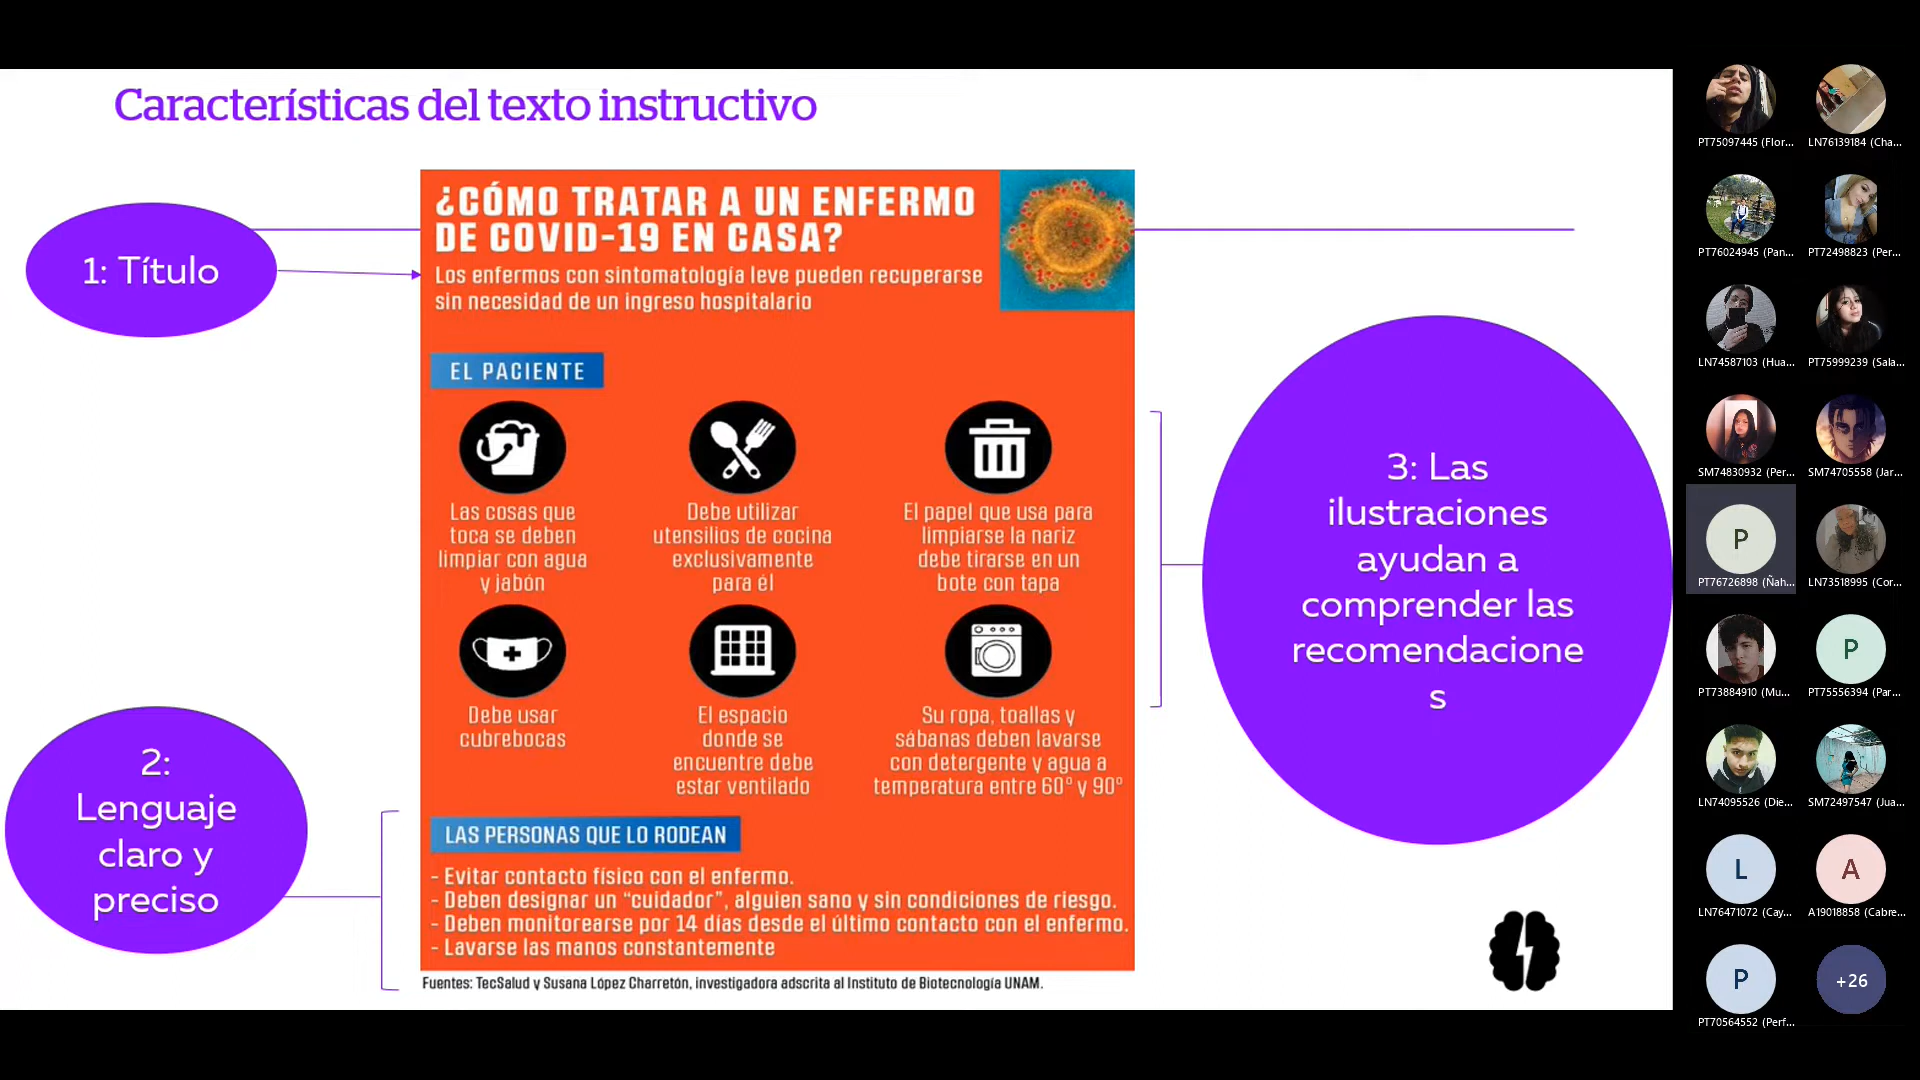 Características del texto instructivo
1: Título
¿CÓMO TRATAR A UN ENFERMO
DE COVID-19 EN CASA?
Los enfermos con sintomatología leve pueden recuperarse
sin necesidad de un ingreso hospitalario
EL PACIENTE
Las cosas que
toca se deben
limpiar con agua
y jabón
Debe utilizar
utensilios de cocina
exclusivamente
para él
El papel que usa para
limpiarse la nariz
debe tirarse en un
bote con tapa
Debe usar
cubrebocas
El espacio
donde se
encuentre debe
estar ventilado
Su ropa, toallas y
sábanas deben lavarse
con detergente y agua a
temperatura entre 60º y 90º
2:
Lenguaje
claro y
preciso
LAS PERSONAS QUE LO RODEAN
- Evitar contacto físico con el enfermo.
- Deben designar un “cuidador”, alguien sano y sin condiciones de riesgo.
- Deben monitorearse por 14 días desde el último contacto con el enfermo.
- Lavarse las manos constantemente
Fuentes: TecSalud y Susana López Charretón, investigadora adscrita al Instituto de Biotecnología UNAM.
3: Las
ilustraciones
ayudan a
comprender las
recomendacione
s
PT75097445 (Flor...
LN76139184 (Cha...
PT76024945 (Pan...
PT72498823 (Per...
LN74587103 (Hua...
PT75999239 (Sala...
SM74830932 (Per...
SM74705558 (Jar...
P
PT76726898 (Ñah...
LN73518995 (Cor...
PT73884910 (Mu...
P
PT75556394 (Par...
LN74095526 (Die...
SM72497547 (Jua...
L
LN76471072 (Cay...
A
A19018858 (Cabre...
P
PT70564552 (Perf...
+26